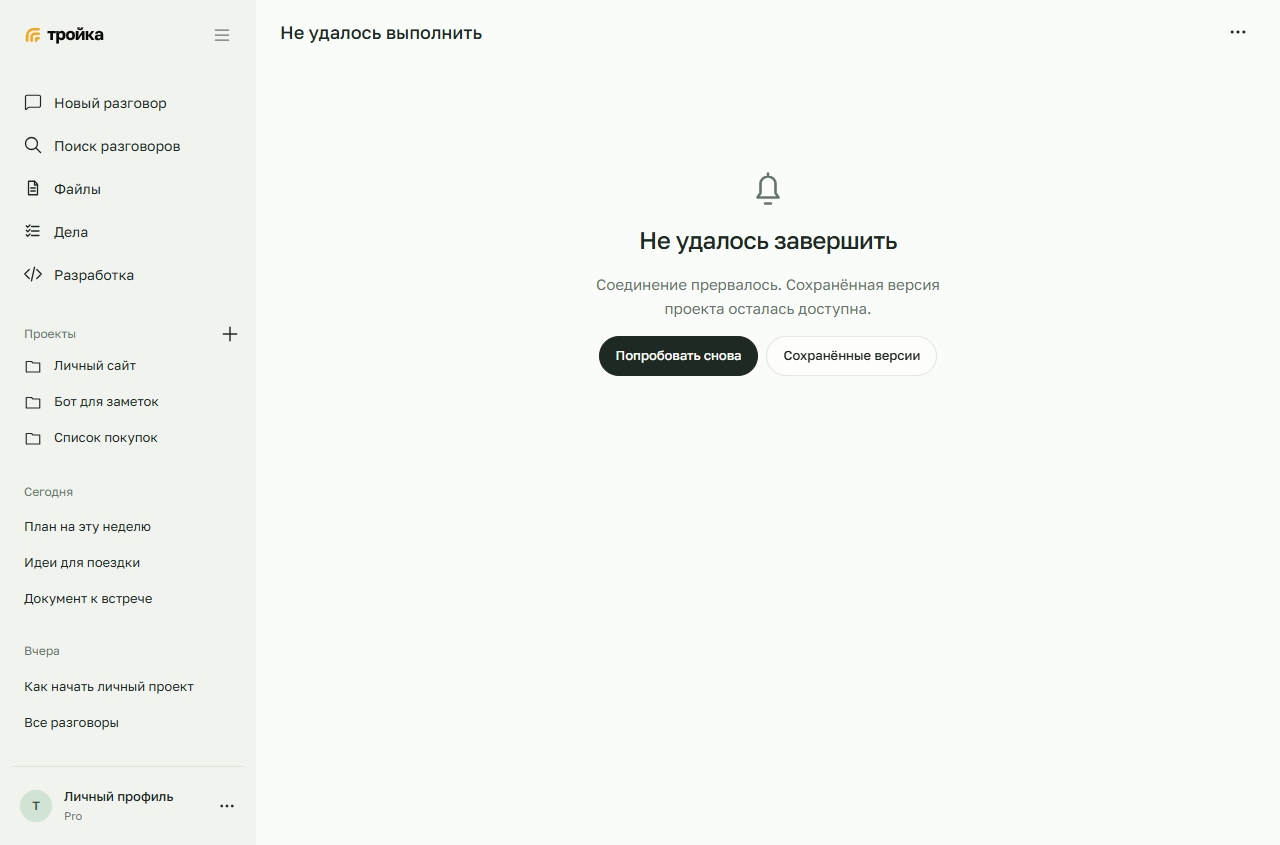 тройка
Новый разговор
Поиск разговоров
Файлы
Дела
Разработка
Проекты
Личный сайт
Бот для заметок
Список покупок
Сегодня
План на эту неделю
Идеи для поездки
Документ к встрече
Вчера
Как начать личный проект
Все разговоры
Т
Личный профиль
Pro
Не удалось выполнить
Не удалось завершить
Соединение прервалось. Сохранённая версия
проекта осталась доступна.
Попробовать снова
Сохранённые версии